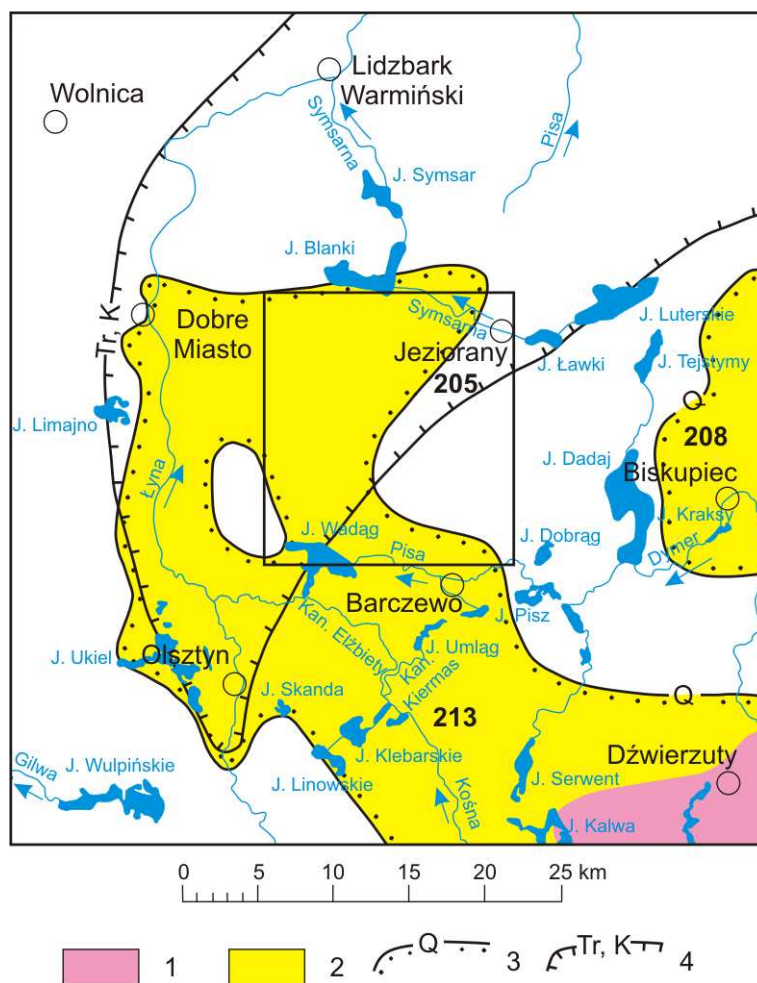 Lidzbark
Warmiński
Wolnica
Symsarna
Pisa
J. Symsar
J. Blanki
Tr, K
Dobre
Miasto
Symsarna
J. Luterskie
Jeziorany
J. Ławki
J. Tejstymy
205
Q
208
J. Limajno
J. Dadaj
Biskupiec
Łyna
J. Kraksy
J. Wadąg
J. Dobrąg
Pisa
Dymer
Barczewo
J. Pisz
Kan. Elżbiety
J. Umląg
J. Ukiel
Olsztyn
Kan.
Kiermas
J. Skanda
Q
213
J. Klebarskie
Dźwierzuty
Gilwa
J. Wulpińskie
J. Linowskie
J. Serwent
Kośna
J. Kalwa
0 5 10 15 20 25 km
1 2 Q 3 Tr, K 4